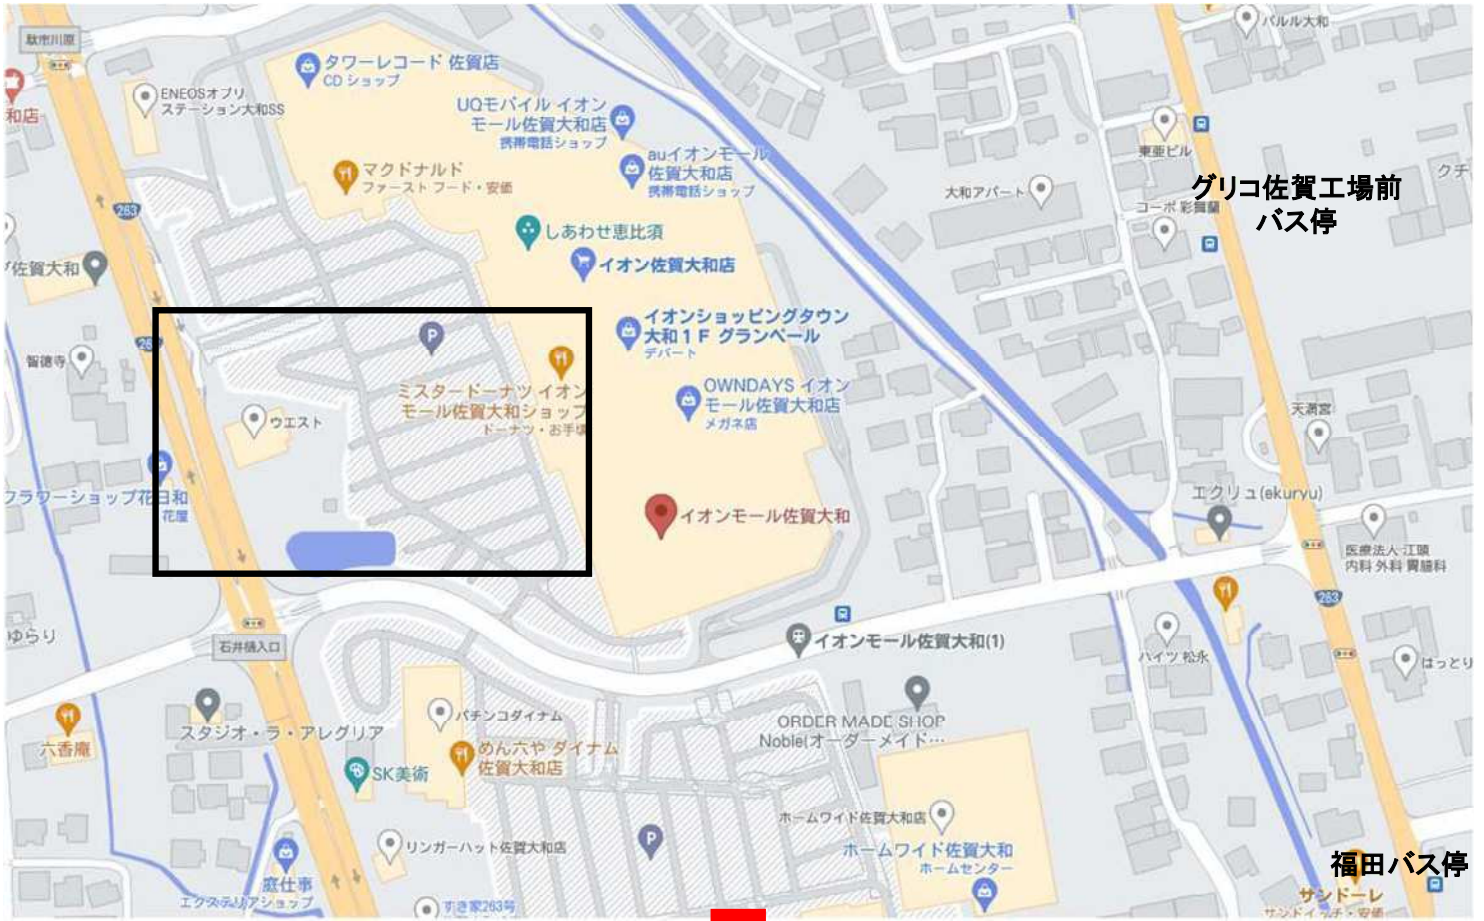 駄市川原
タワーレコード 佐賀店
CD ショップ
バルル大和
ENEOSオブリ
ステーション大和SS
和店
UQモバイル イオン
モール佐賀大和店
携帯電話ショップ
auイオンモール
佐賀大和店
携帯電話ショップ
東亜ビル
マクドナルド
ファースト フード・安価
大和アパート
グリコ佐賀工場前
バス停
クチ
コーポ 彩舞蘭
263
しあわせ恵比須
イオン佐賀大和店
佐賀大和
イオンショッピングタウン
大和1F グランベール
デパート
P
263
智徳寺
ミスタードーナツ イオン
モール佐賀大和ショップ
ドーナツ・お手頃
OWNDAYS イオン
モール佐賀大和店
メガネ店
ウエスト
天満宮
フラワーショップ花日和
花屋
イオンモール佐賀大和
エクリュ(ekuryu)
医療法人 江頭
内科 外科 胃腸科
263
ゆらり
石井樋入口
イオンモール佐賀大和(1)
ハイツ 松永
はっとり
六香庵
スタジオ・ラ・アレグリア
パチンコダイナム
ORDER MADE SHOP
Noble(オーダーメイド…
めん六や ダイナム
佐賀大和店
SK美術
P
ホームワイド佐賀大和店
リンガーハット佐賀大和店
ホームワイド佐賀大和
ホームセンター
庭仕事
エクステリアショップ
すき家263号
福田バス停
サンドーレ
サンドイッチ・安価